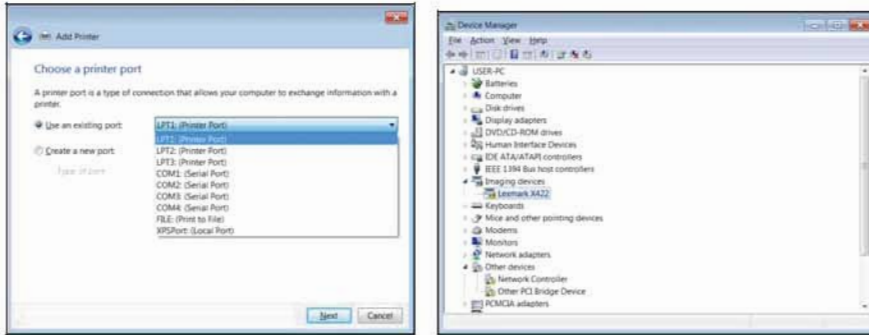 Add Printer
Choose a printer port
A printer port is a type of connection that allows your computer to exchange information with a
printer.
Use an existing port:
LPT1: (Printer Port)
LPT1: (Printer Port)
LPT2: (Printer Port)
LPT3: (Printer Port)
COM1: (Serial Port)
COM2: (Serial Port)
COM3: (Serial Port)
COM4: (Serial Port)
FILE: (Print to File)
XPSPort: (Local Port)
Create a new port:
Type of port:
Next
Cancel
Device Manager
File Action View Help
USER-PC
Batteries
Computer
Disk drives
Display adapters
DVD/CD-ROM drives
Human Interface Devices
IDE ATA/ATAPI controllers
IEEE 1394 Bus host controllers
Imaging devices
Lexmark X422
Keyboards
Mice and other pointing devices
Modems
Monitors
Network adapters
Other devices
Network Controller
Other PCI Bridge Device
PCMCIA adapters